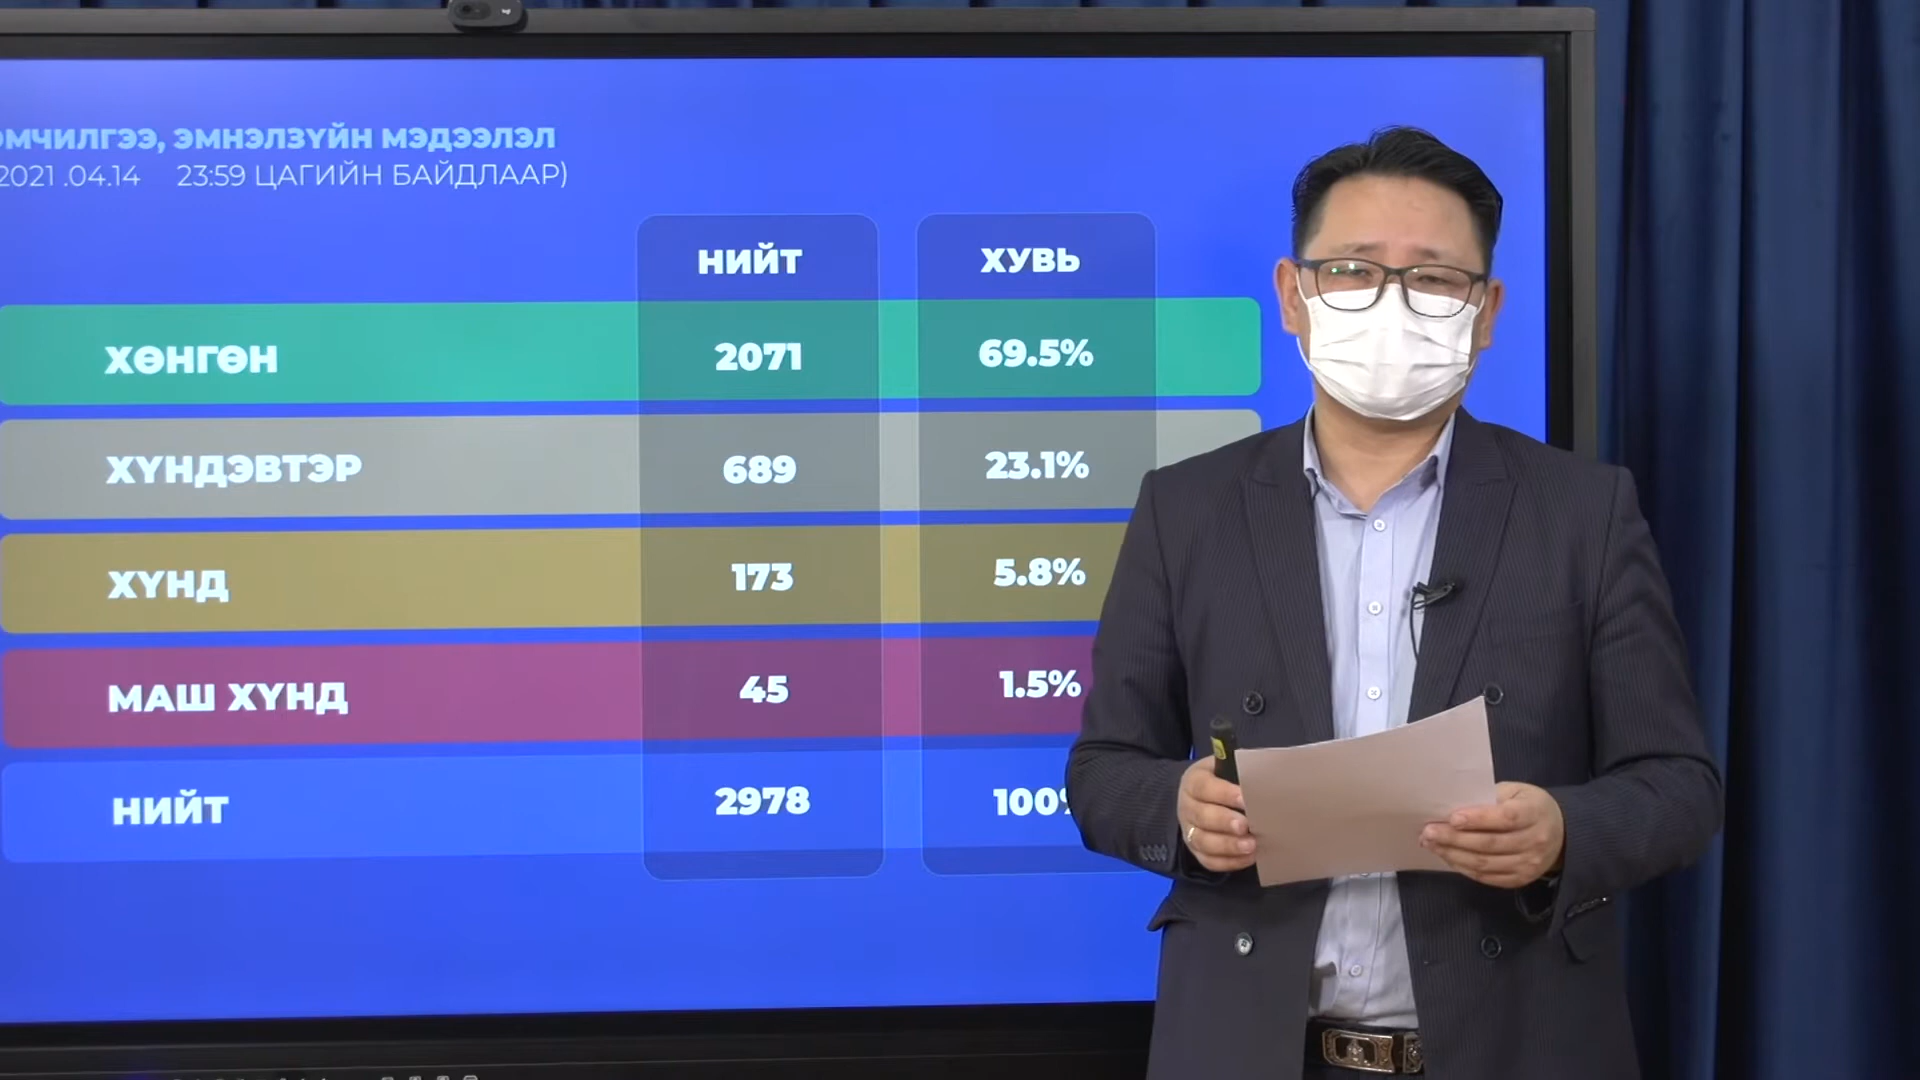 ЭМЧИЛГЭЭ, ЭМНЭЛЗҮЙН МЭДЭЭЛЭЛ
2021 .04.14 23:59 ЦАГИЙН БАЙДЛААР)
НИЙТ ХУВЬ
ХӨНГӨН 2071 69.5%
ХҮНДЭВТЭР 689 23.1%
ХҮНД 173 5.8%
МАШ ХҮНД 45 1.5%
НИЙТ 2978 100%